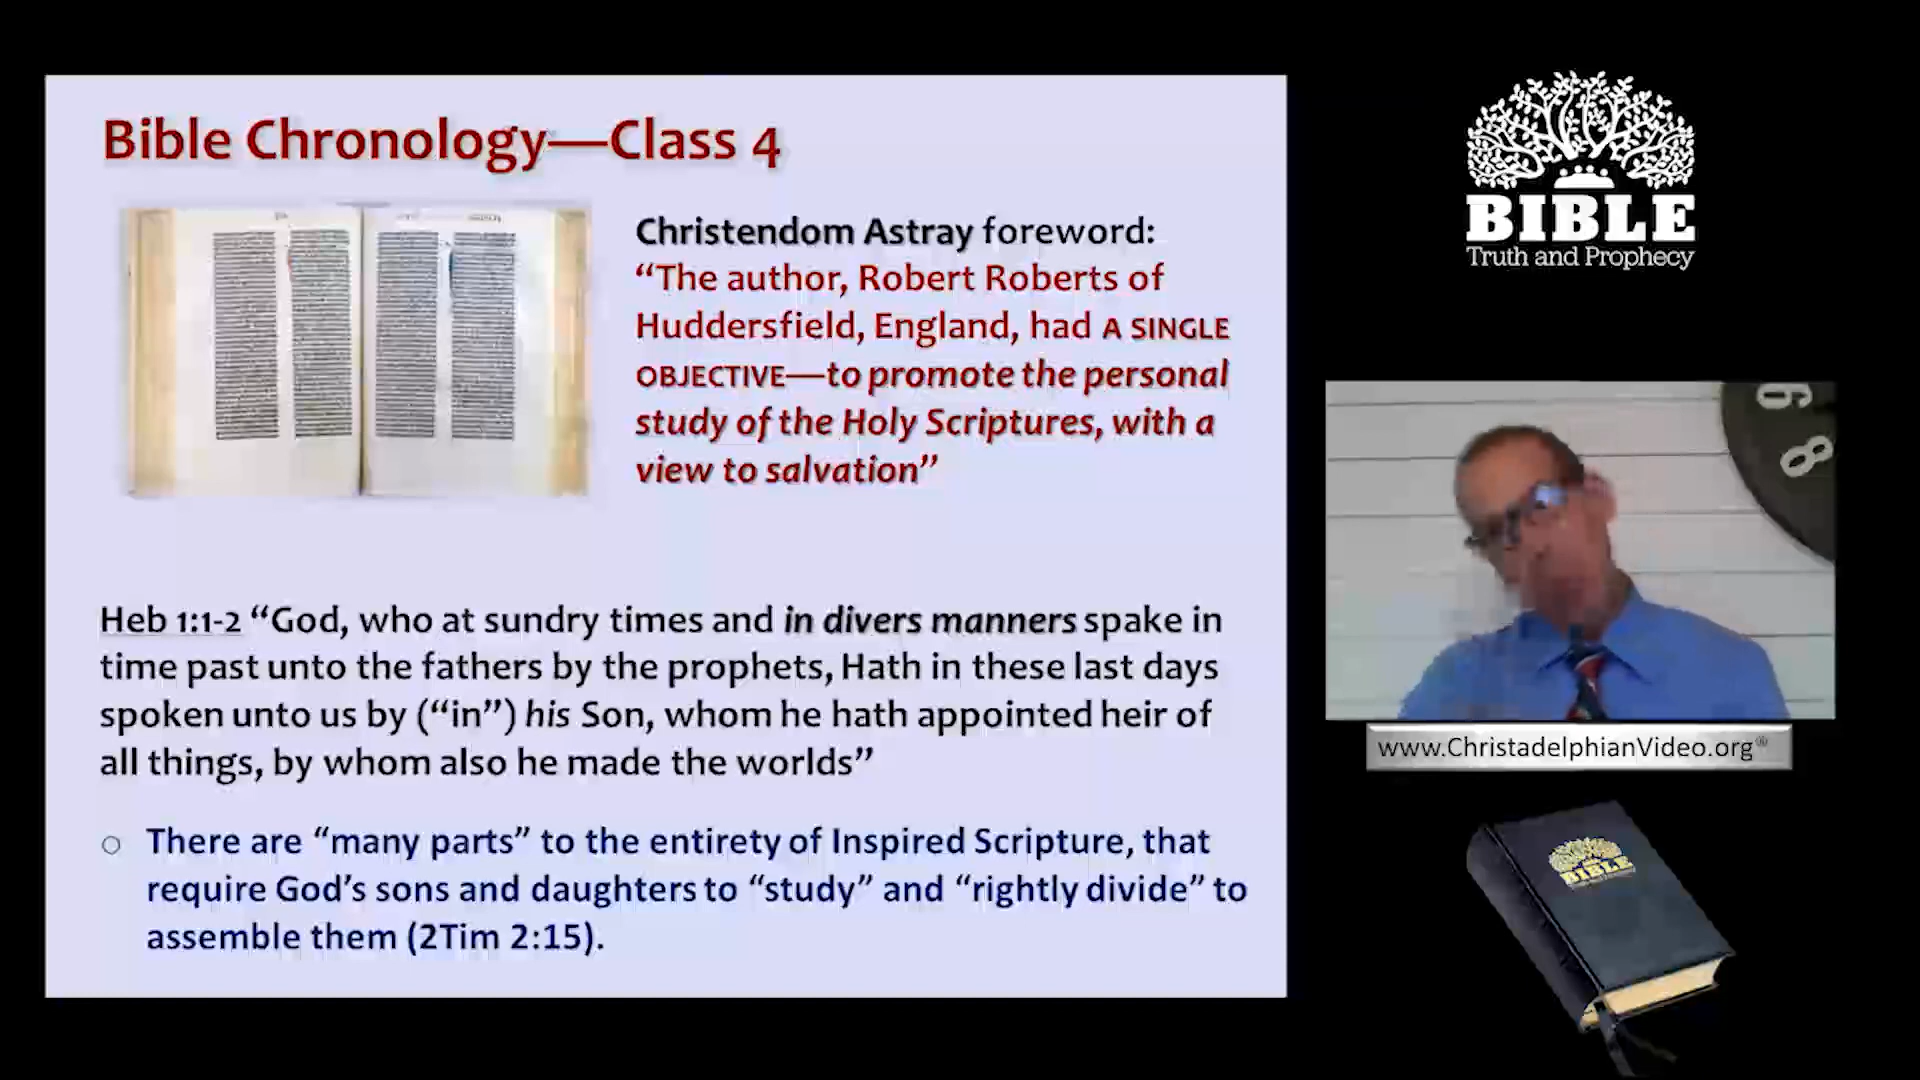 Bible Chronology—Class 4
Christendom Astray foreword:
“The author, Robert Roberts of
Huddersfield, England, had A SINGLE
OBJECTIVE—to promote the personal
study of the Holy Scriptures, with a
view to salvation”
Heb 1:1-2 “God, who at sundry times and in divers manners spake in
time past unto the fathers by the prophets, Hath in these last days
spoken unto us by (“in”) his Son, whom he hath appointed heir of
all things, by whom also he made the worlds”
○ There are “many parts” to the entirety of Inspired Scripture, that
require God’s sons and daughters to “study” and “rightly divide” to
assemble them (2Tim 2:15).
BIBLE
Truth and Prophecy
6
8
www.ChristadelphianVideo.org®
BIBLE